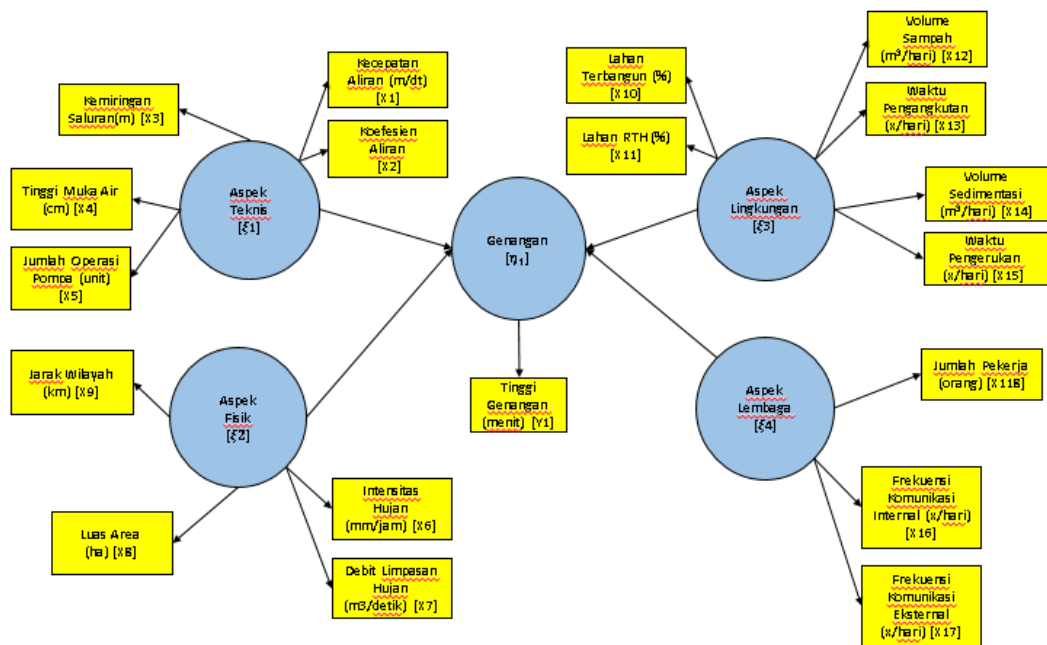 Kecepatan
Aliran (m/dt)
[X1]
Kemiringan
Saluran(m) [X3]
Koefesien
Aliran
[X2]
Tinggi Muka Air
(cm) [X4]
Aspek
Teknis
[ξ1]
Jumlah Operasi
Pompa (unit)
[X5]
Genangan
[η1]
Volume
Sampah
(m³/hari) [X12]
Lahan
Terbangun (%)
[X10]
Waktu
Pengangkutan
(x/hari) [X13]
Lahan RTH (%)
[X11]
Aspek
Lingkungan
[ξ3]
Volume
Sedimentasi
(m³/hari) [X14]
Waktu
Pengerukan
(x/hari) [X15]
Jarak Wilayah
(km) [X9]
Aspek
Fisik
[ξ2]
Tinggi
Genangan
(menit) [Y1]
Aspek
Lembaga
[ξ4]
Jumlah Pekerja
(orang) [X11B]
Intensitas
Hujan
(mm/jam) [X6]
Luas Area
(ha) [X8]
Debit Limpasan
Hujan
(m3/detik) [X7]
Frekuensi
Komunikasi
Internal (x/hari)
[X16]
Frekuensi
Komunikasi
Eksternal
(x/hari) [X17]